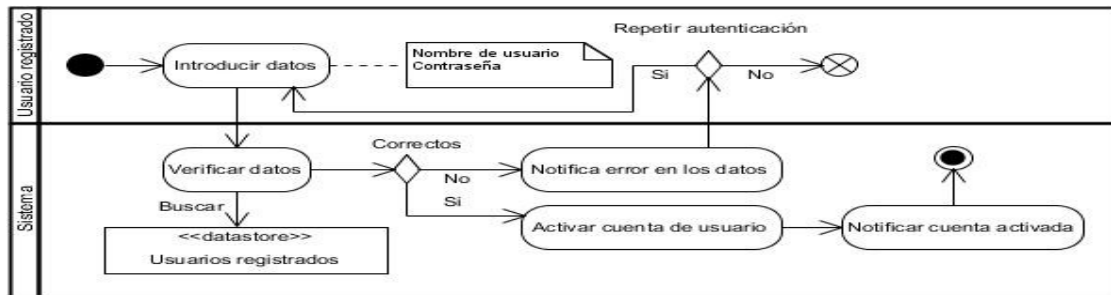 Usuario registrado
Introducir datos
Nombre de usuario
Contraseña
Repetir autenticación
Si
No
Sistema
Verificar datos
Correctos
No
Si
Notifica error en los datos
Buscar
Activar cuenta de usuario
Notificar cuenta activada
<<datastore>>
Usuarios registrados